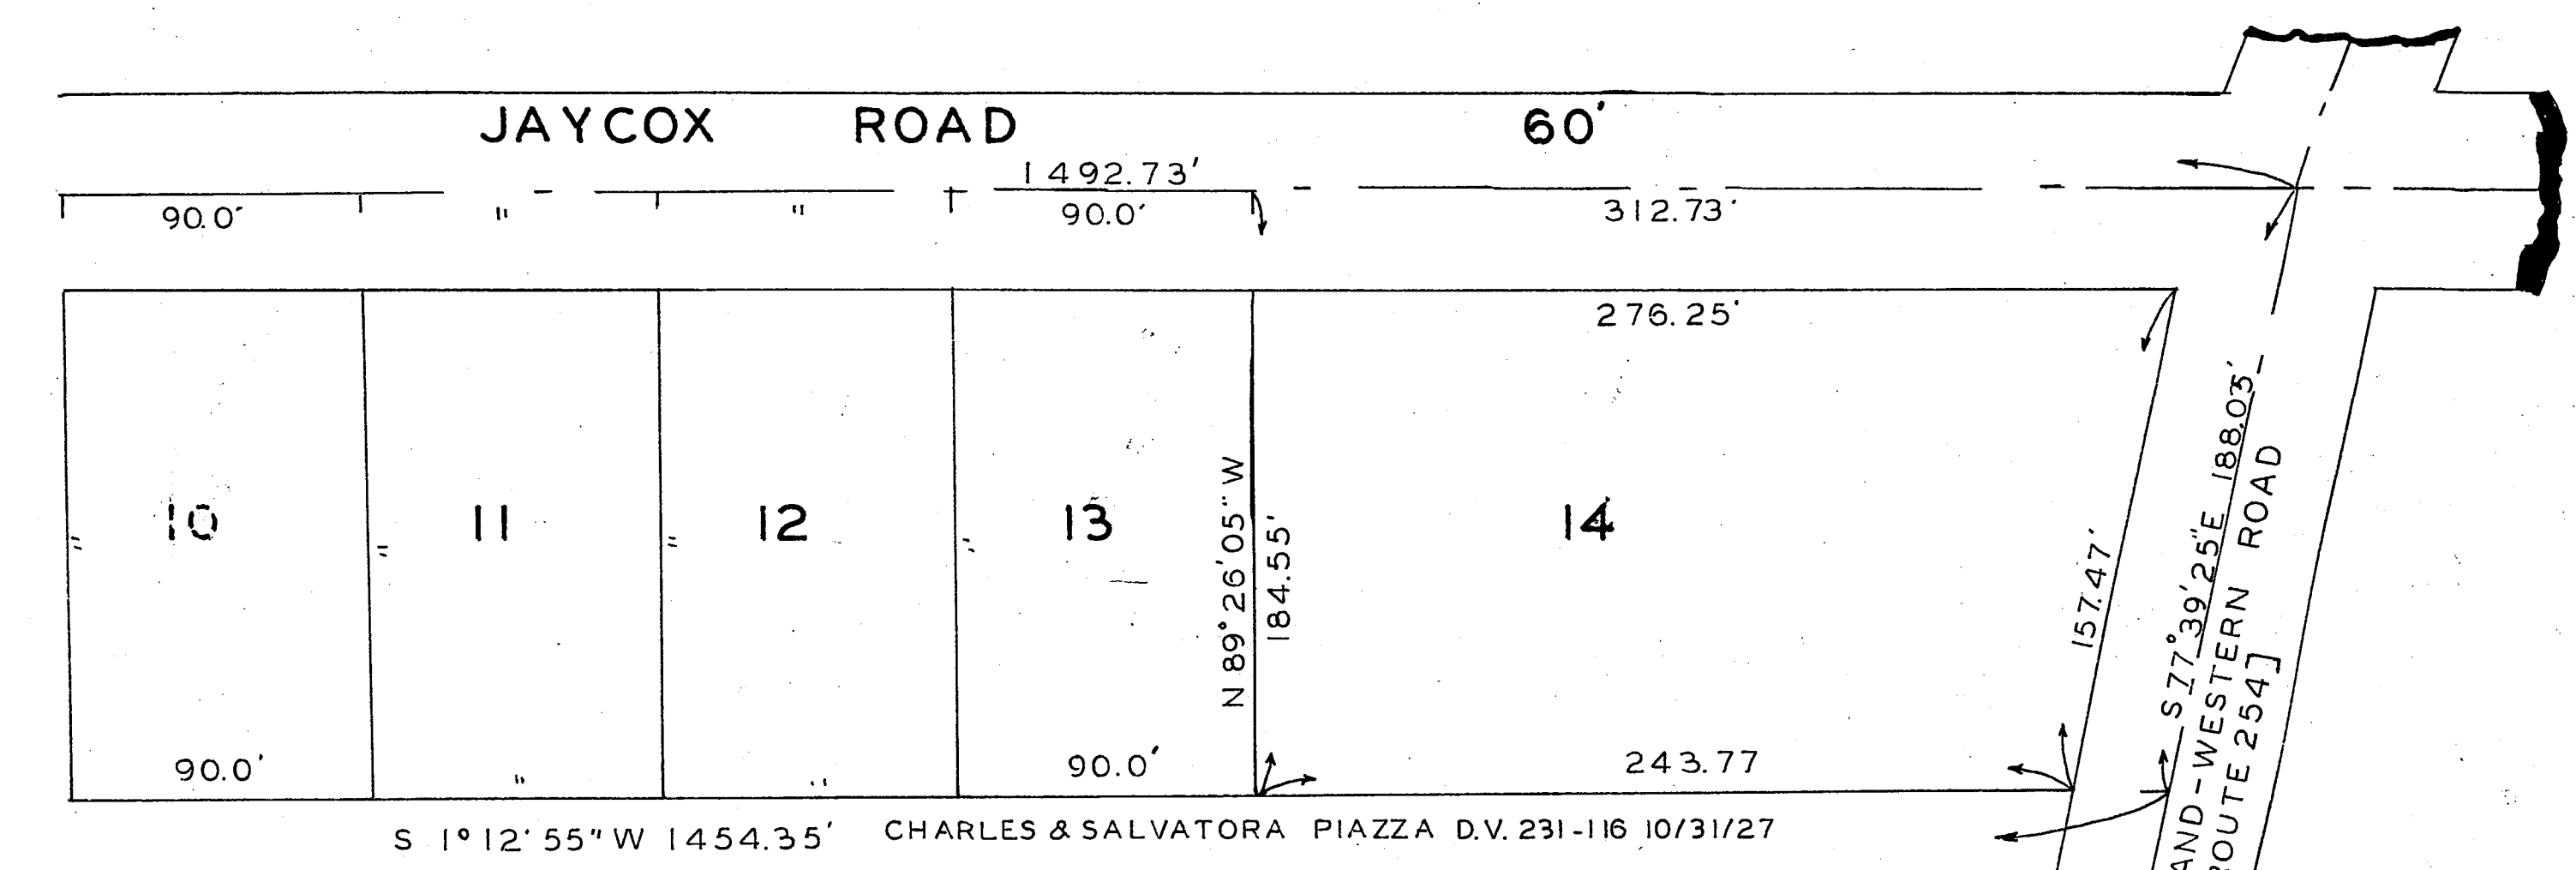 JAYCOX ROAD 60'
1492.73'
90.0' " " 90.0' 312.73'
276.25'
10 11 12 13 14
" " " "
N 89° 26' 05" W
184.55'
157.47'
S 77° 39' 25" E 188.03'
AND-WESTERN ROAD
ROUTE 254]
90.0' " " 90.0' 243.77
S 1° 12' 55" W 1454.35' CHARLES & SALVATORA PIAZZA D.V. 231-116 10/31/27